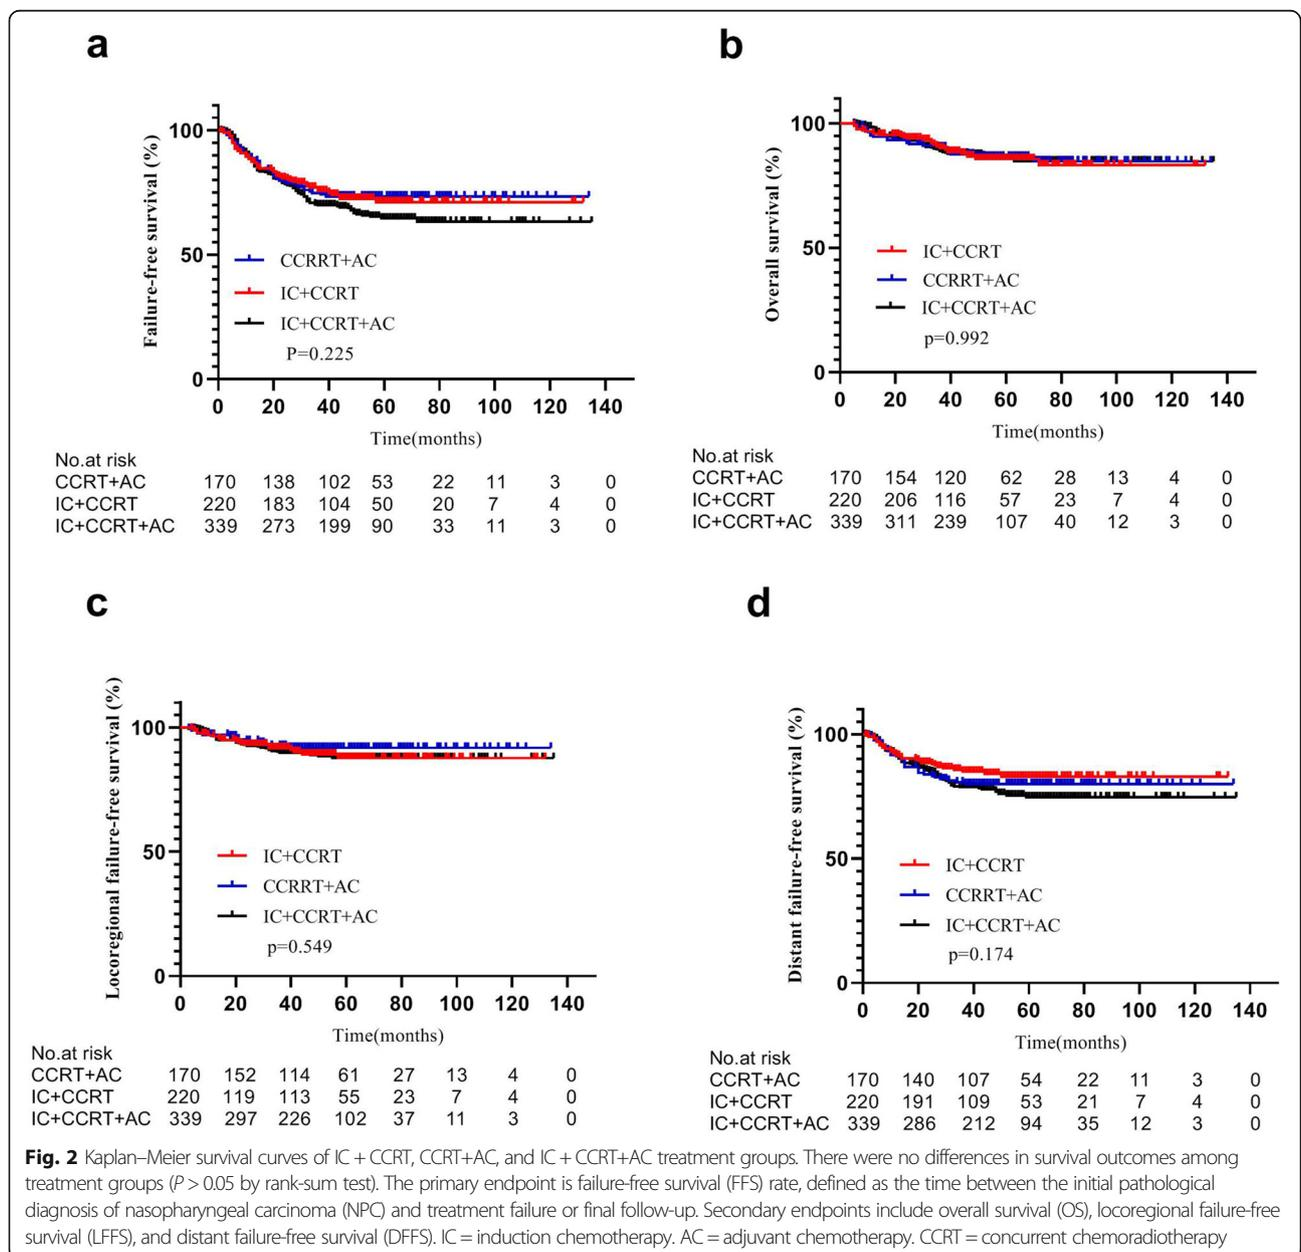 a
Failure-free survival (%)
100
50
0
CCRRT+AC
IC+CCRT
IC+CCRT+AC
P=0.225
0 20 40 60 80 100 120 140
Time(months)
No.at risk
CCRT+AC 170 138 102 53 22 11 3 0
IC+CCRT 220 183 104 50 20 7 4 0
IC+CCRT+AC 339 273 199 90 33 11 3 0
b
Overall survival (%)
100
50
0
IC+CCRT
CCRRT+AC
IC+CCRT+AC
p=0.992
0 20 40 60 80 100 120 140
Time(months)
No.at risk
CCRT+AC 170 154 120 62 28 13 4 0
IC+CCRT 220 206 116 57 23 7 4 0
IC+CCRT+AC 339 311 239 107 40 12 3 0
c
Locoregional failure-free survival (%)
100
50
0
IC+CCRT
CCRRT+AC
IC+CCRT+AC
p=0.549
0 20 40 60 80 100 120 140
Time(months)
No.at risk
CCRT+AC 170 152 114 61 27 13 4 0
IC+CCRT 220 119 113 55 23 7 4 0
IC+CCRT+AC 339 297 226 102 37 11 3 0
d
Distant failure-free survival (%)
100
50
0
IC+CCRT
CCRRT+AC
IC+CCRT+AC
p=0.174
0 20 40 60 80 100 120 140
Time(months)
No.at risk
CCRT+AC 170 140 107 54 22 11 3 0
IC+CCRT 220 191 109 53 21 7 4 0
IC+CCRT+AC 339 286 212 94 35 12 3 0
Fig. 2 Kaplan–Meier survival curves of IC + CCRT, CCRT+AC, and IC + CCRT+AC treatment groups. There were no differences in survival outcomes among
treatment groups (P > 0.05 by rank-sum test). The primary endpoint is failure-free survival (FFS) rate, defined as the time between the initial pathological
diagnosis of nasopharyngeal carcinoma (NPC) and treatment failure or final follow-up. Secondary endpoints include overall survival (OS), locoregional failure-free
survival (LFFS), and distant failure-free survival (DFFS). IC = induction chemotherapy. AC = adjuvant chemotherapy. CCRT = concurrent chemoradiotherapy